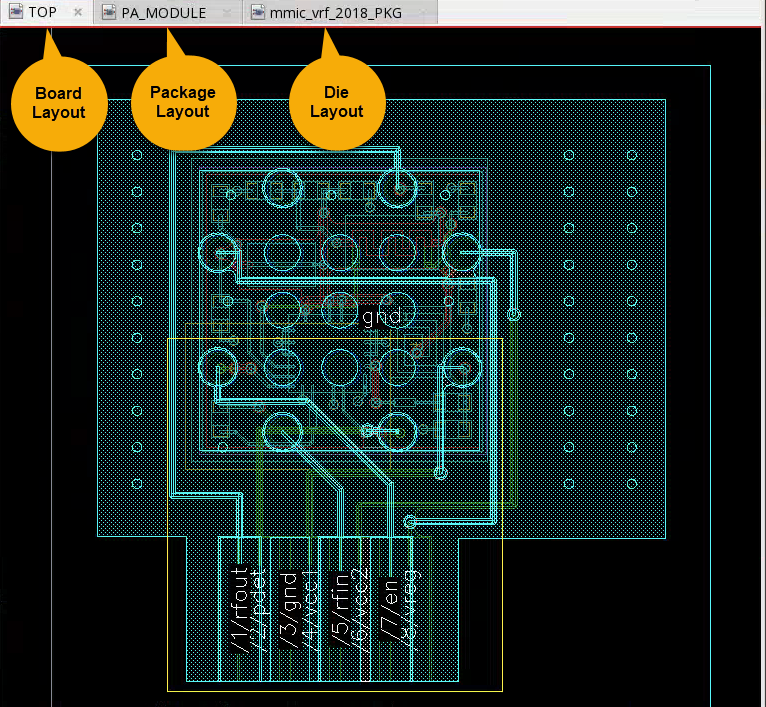 TOP
PA_MODULE
mmic_vrf_2018_PKG
Board
Layout
Package
Layout
Die
Layout
gnd
/1/rfout
/2/pdet
/3/gnd
/4/vcc1
/5/rfin
/6/vcc2
/7/en
/8/vreg